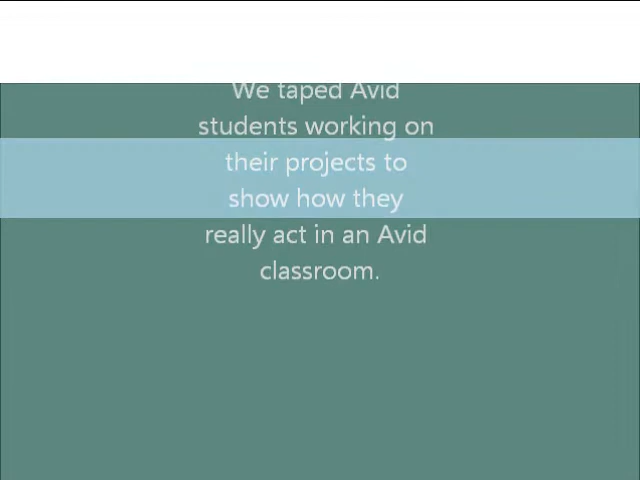 We taped Avid
students working on
their projects to
show how they
really act in an Avid
classroom.